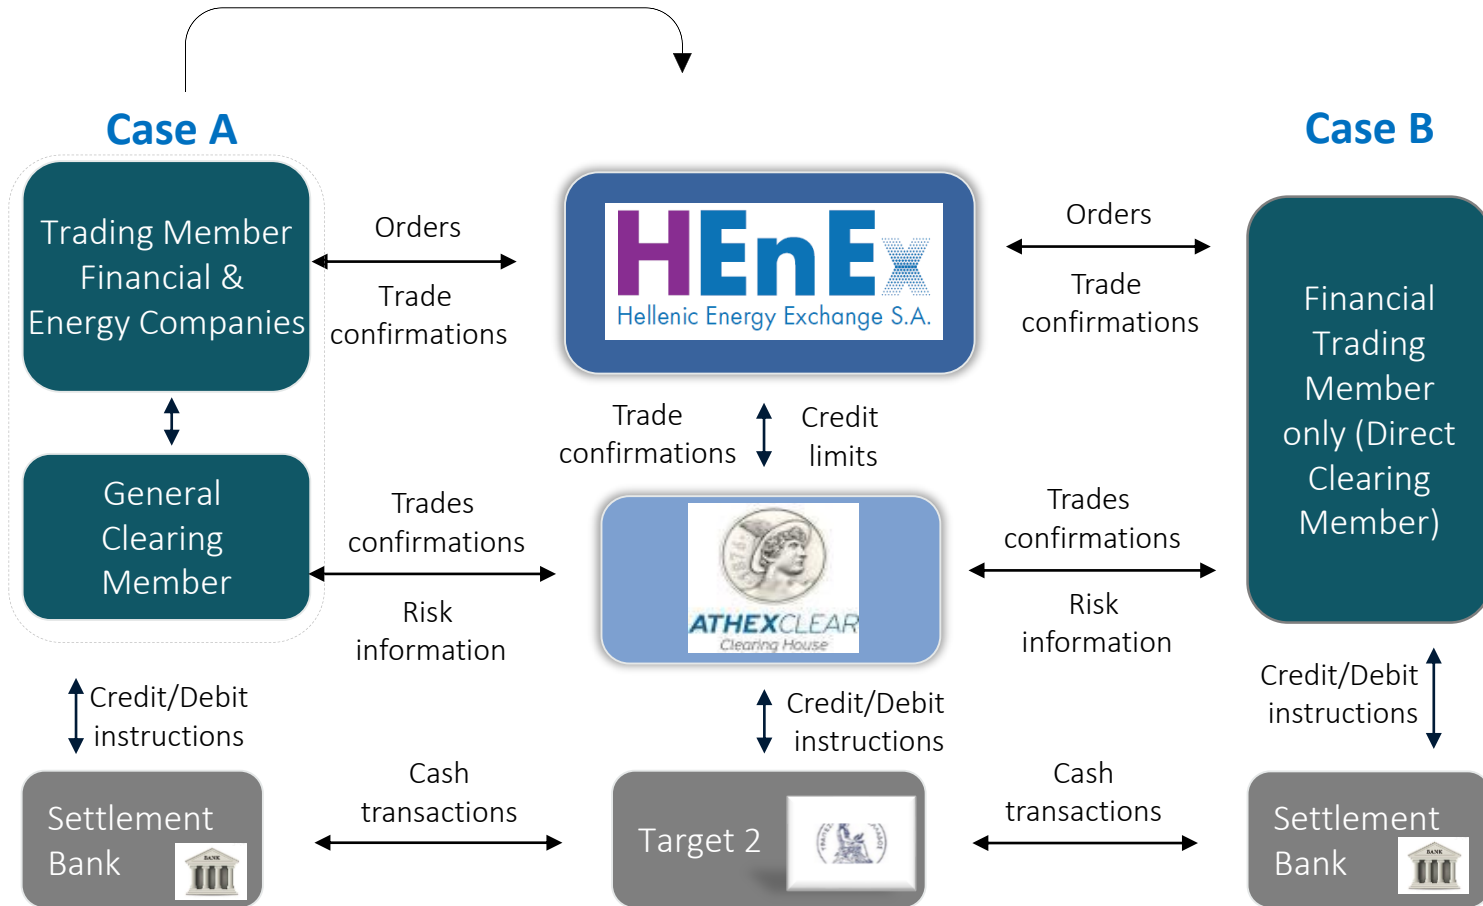 Case A
Case B
Trading Member
Financial &
Energy Companies
Orders
Trade
confirmations
HEnEx
Hellenic Energy Exchange S.A.
Orders
Trade
confirmations
Financial
Trading
Member
only (Direct
Clearing
Member)
Trade
confirmations
Credit
limits
General
Clearing
Member
Trades
confirmations
Risk
information
ATHEXCLEAR
Clearing House
Trades
confirmations
Risk
information
Credit/Debit
instructions
Credit/Debit
instructions
Credit/Debit
instructions
Settlement
Bank
BANK
Cash
transactions
Target 2
Cash
transactions
Settlement
Bank
BANK